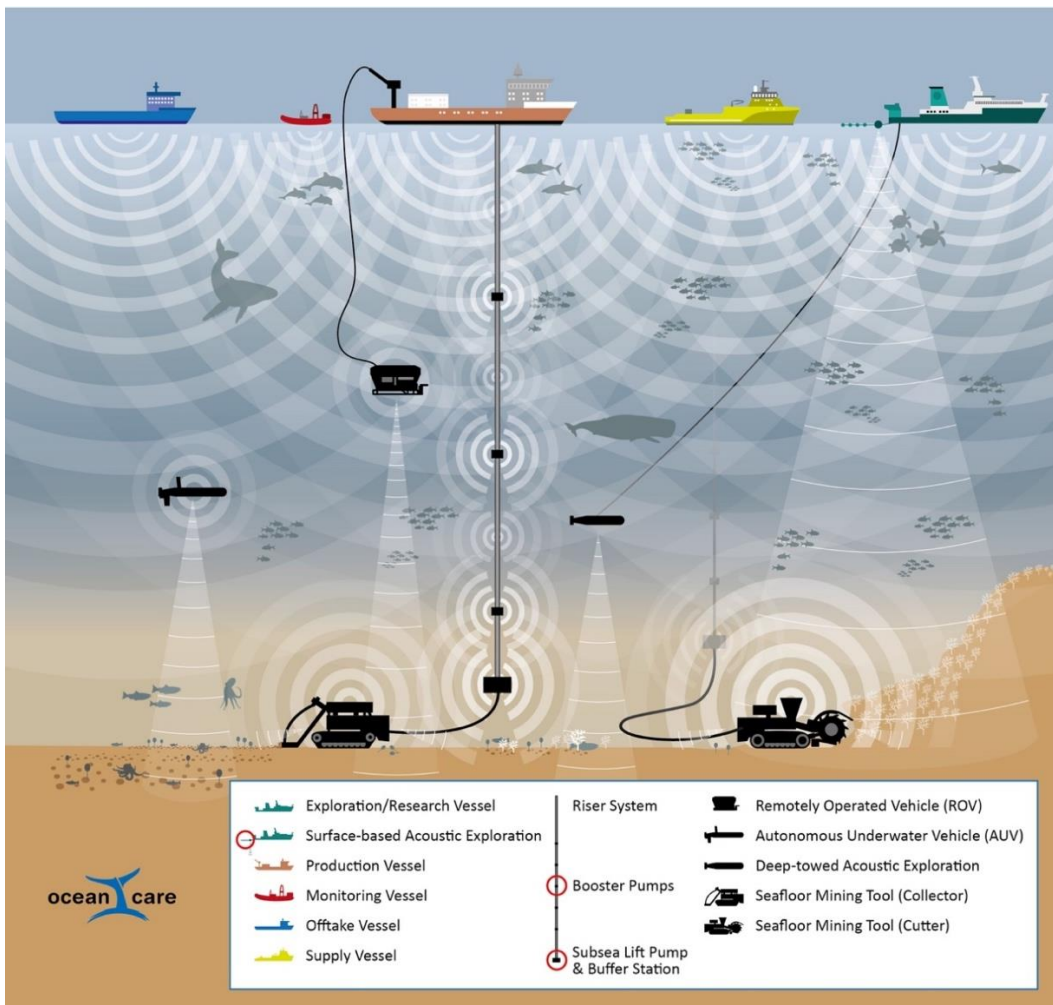 Exploration/Research Vessel
Surface-based Acoustic Exploration
Production Vessel
Monitoring Vessel
Offtake Vessel
Supply Vessel
Riser System
Booster Pumps
Subsea Lift Pump
& Buffer Station
Remotely Operated Vehicle (ROV)
Autonomous Underwater Vehicle (AUV)
Deep-towed Acoustic Exploration
Seafloor Mining Tool (Collector)
Seafloor Mining Tool (Cutter)
ocean care